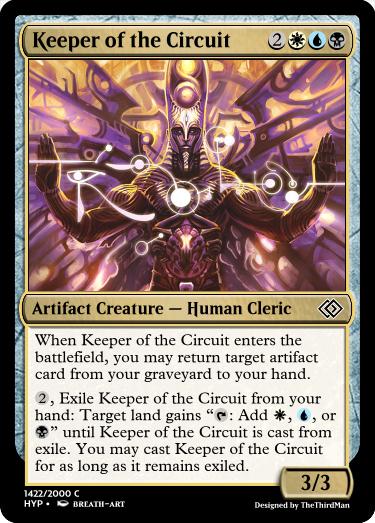 Keeper of the Circuit 2
Artifact Creature — Human Cleric
When Keeper of the Circuit enters the
battlefield, you may return target artifact
card from your graveyard to your hand.
2, Exile Keeper of the Circuit from your
hand: Target land gains “: Add , , or
” until Keeper of the Circuit is cast from
exile. You may cast Keeper of the Circuit
for as long as it remains exiled.
3/3
1422/2000 C
HYP • BREATH-ART
Designed by TheThirdMan